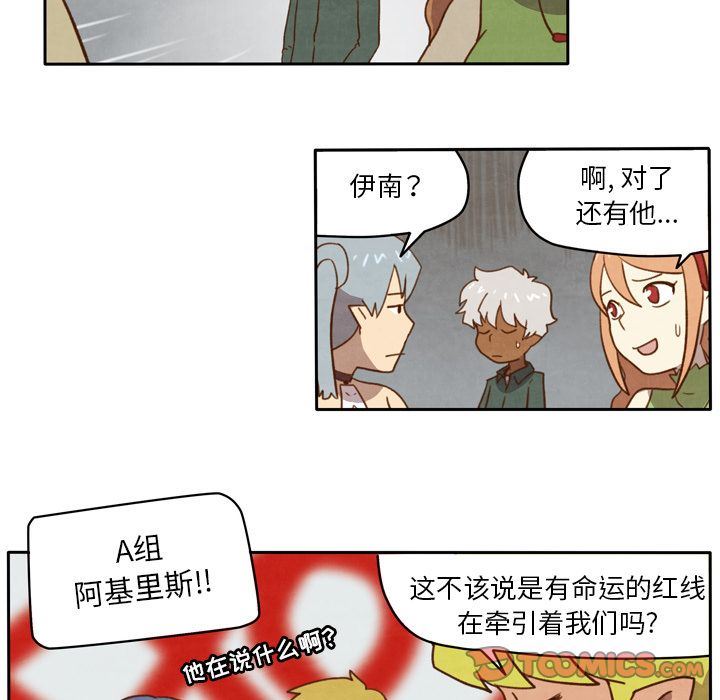 伊南?
啊, 对了
还有他...
A组
阿基里斯!!
这不该说是有命运的红线
在牵引着我们吗?
他在说什么啊?
TOOMICS.COM